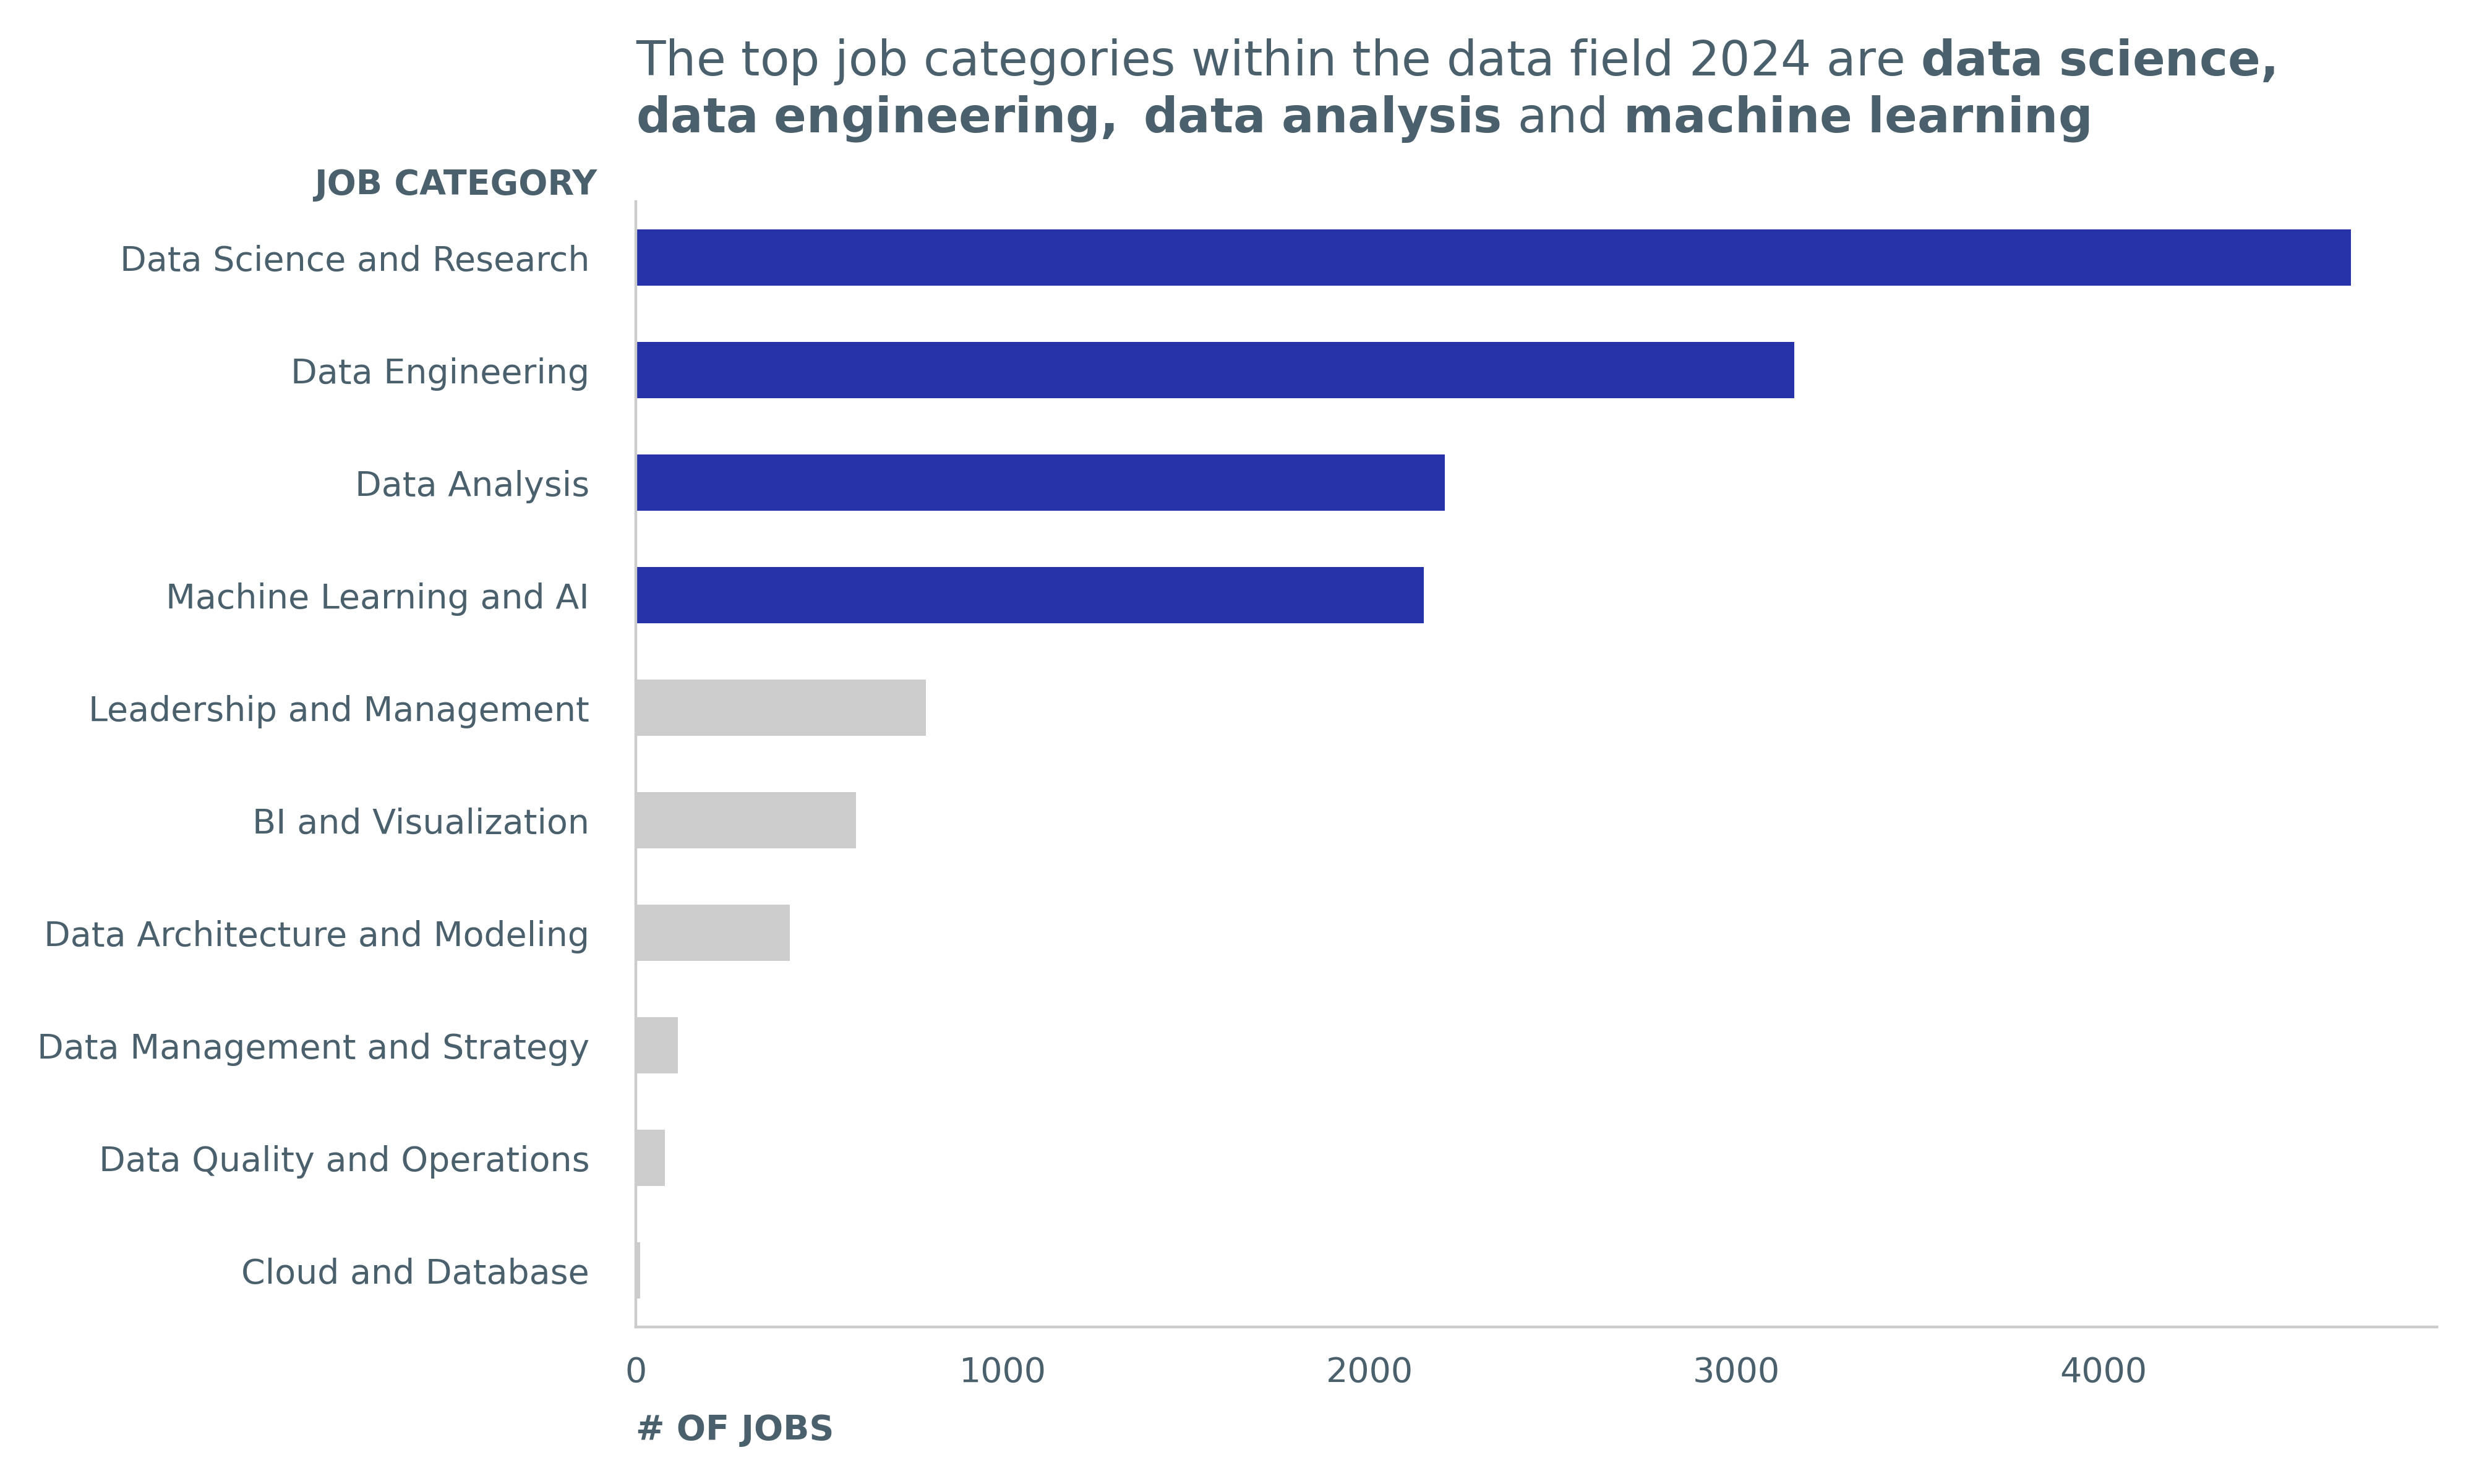 The top job categories within the data field 2024 are data science,
data engineering, data analysis and machine learning
JOB CATEGORY
Data Science and Research
Data Engineering
Data Analysis
Machine Learning and AI
Leadership and Management
BI and Visualization
Data Architecture and Modeling
Data Management and Strategy
Data Quality and Operations
Cloud and Database
0 1000 2000 3000 4000
# OF JOBS